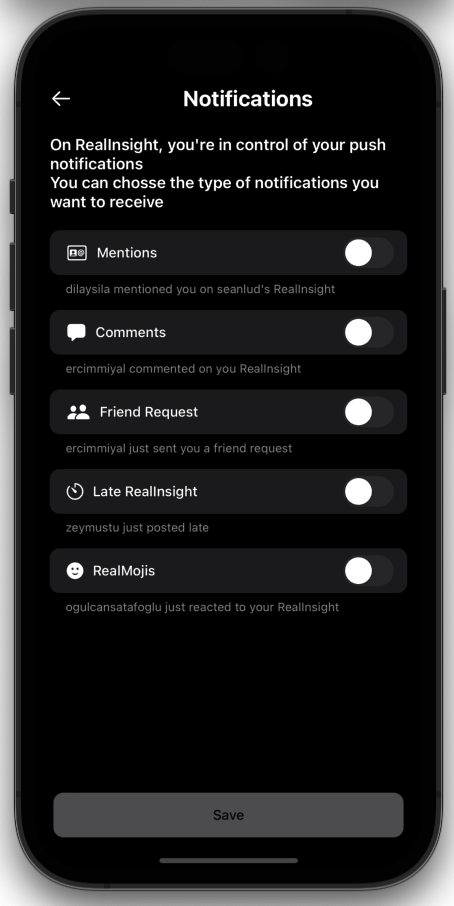 Notifications
On RealInsight, you're in control of your push
notifications
You can chosse the type of notifications you
want to receive
Mentions
dilaysila mentioned you on seanlud's RealInsight
Comments
ercimmiyal commented on you RealInsight
Friend Request
ercimmiyal just sent you a friend request
Late RealInsight
zeymustu just posted late
RealMojis
ogulcansatafoglu just reacted to your RealInsight
Save